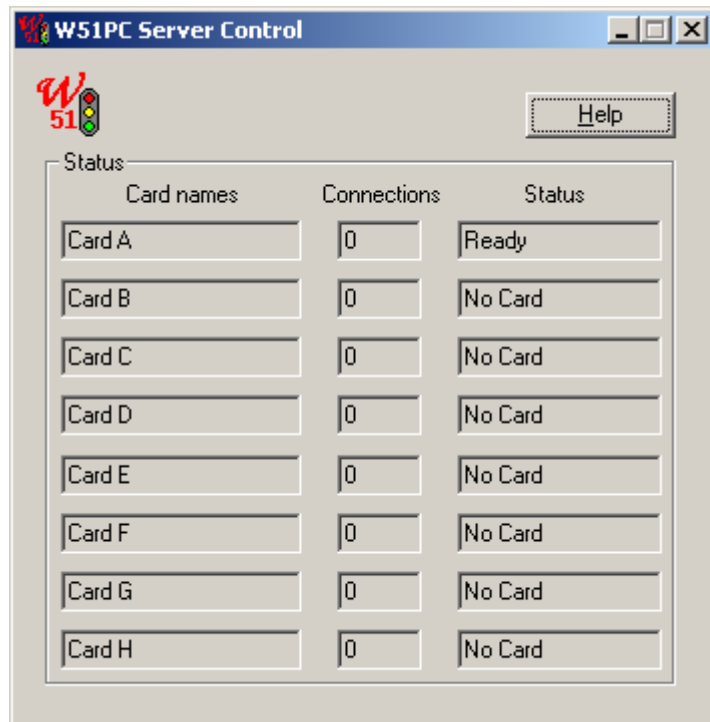 W51PC Server Control
W
51
Help
Status
Card names Connections Status
Card A 0 Ready
Card B 0 No Card
Card C 0 No Card
Card D 0 No Card
Card E 0 No Card
Card F 0 No Card
Card G 0 No Card
Card H 0 No Card